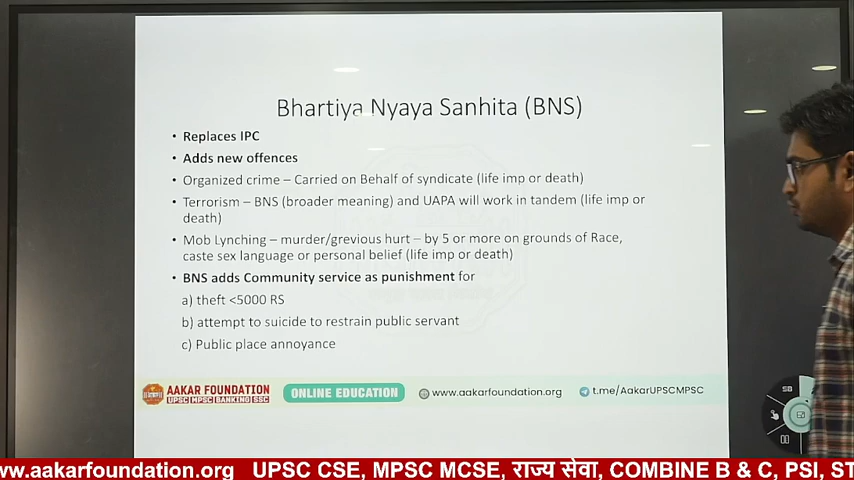 Bhartiya Nyaya Sanhita (BNS)
• Replaces IPC
• Adds new offences
• Organized crime – Carried on Behalf of syndicate (life imp or death)
• Terrorism – BNS (broader meaning) and UAPA will work in tandem (life imp or
death)
• Mob Lynching – murder/grevious hurt – by 5 or more on grounds of Race,
caste sex language or personal belief (life imp or death)
• BNS adds Community service as punishment for
a) theft <5000 RS
b) attempt to suicide to restrain public servant
c) Public place annoyance
AAKAR FOUNDATION
UPSC | MPSC | BANKING | SSC
ONLINE EDUCATION
www.aakarfoundation.org
t.me/AakarUPSCMPSC
ww.aakarfoundation.org UPSC CSE, MPSC MCSE, राज्य सेवा, COMBINE B & C, PSI, ST